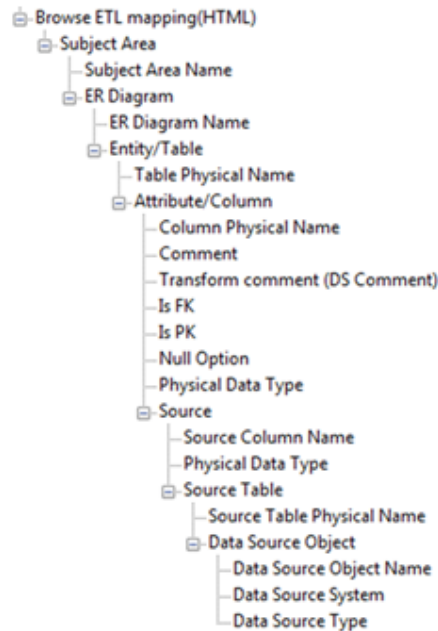 Browse ETL mapping(HTML)
Subject Area
Subject Area Name
ER Diagram
ER Diagram Name
Entity/Table
Table Physical Name
Attribute/Column
Column Physical Name
Comment
Transform comment (DS Comment)
Is FK
Is PK
Null Option
Physical Data Type
Source
Source Column Name
Physical Data Type
Source Table
Source Table Physical Name
Data Source Object
Data Source Object Name
Data Source System
Data Source Type